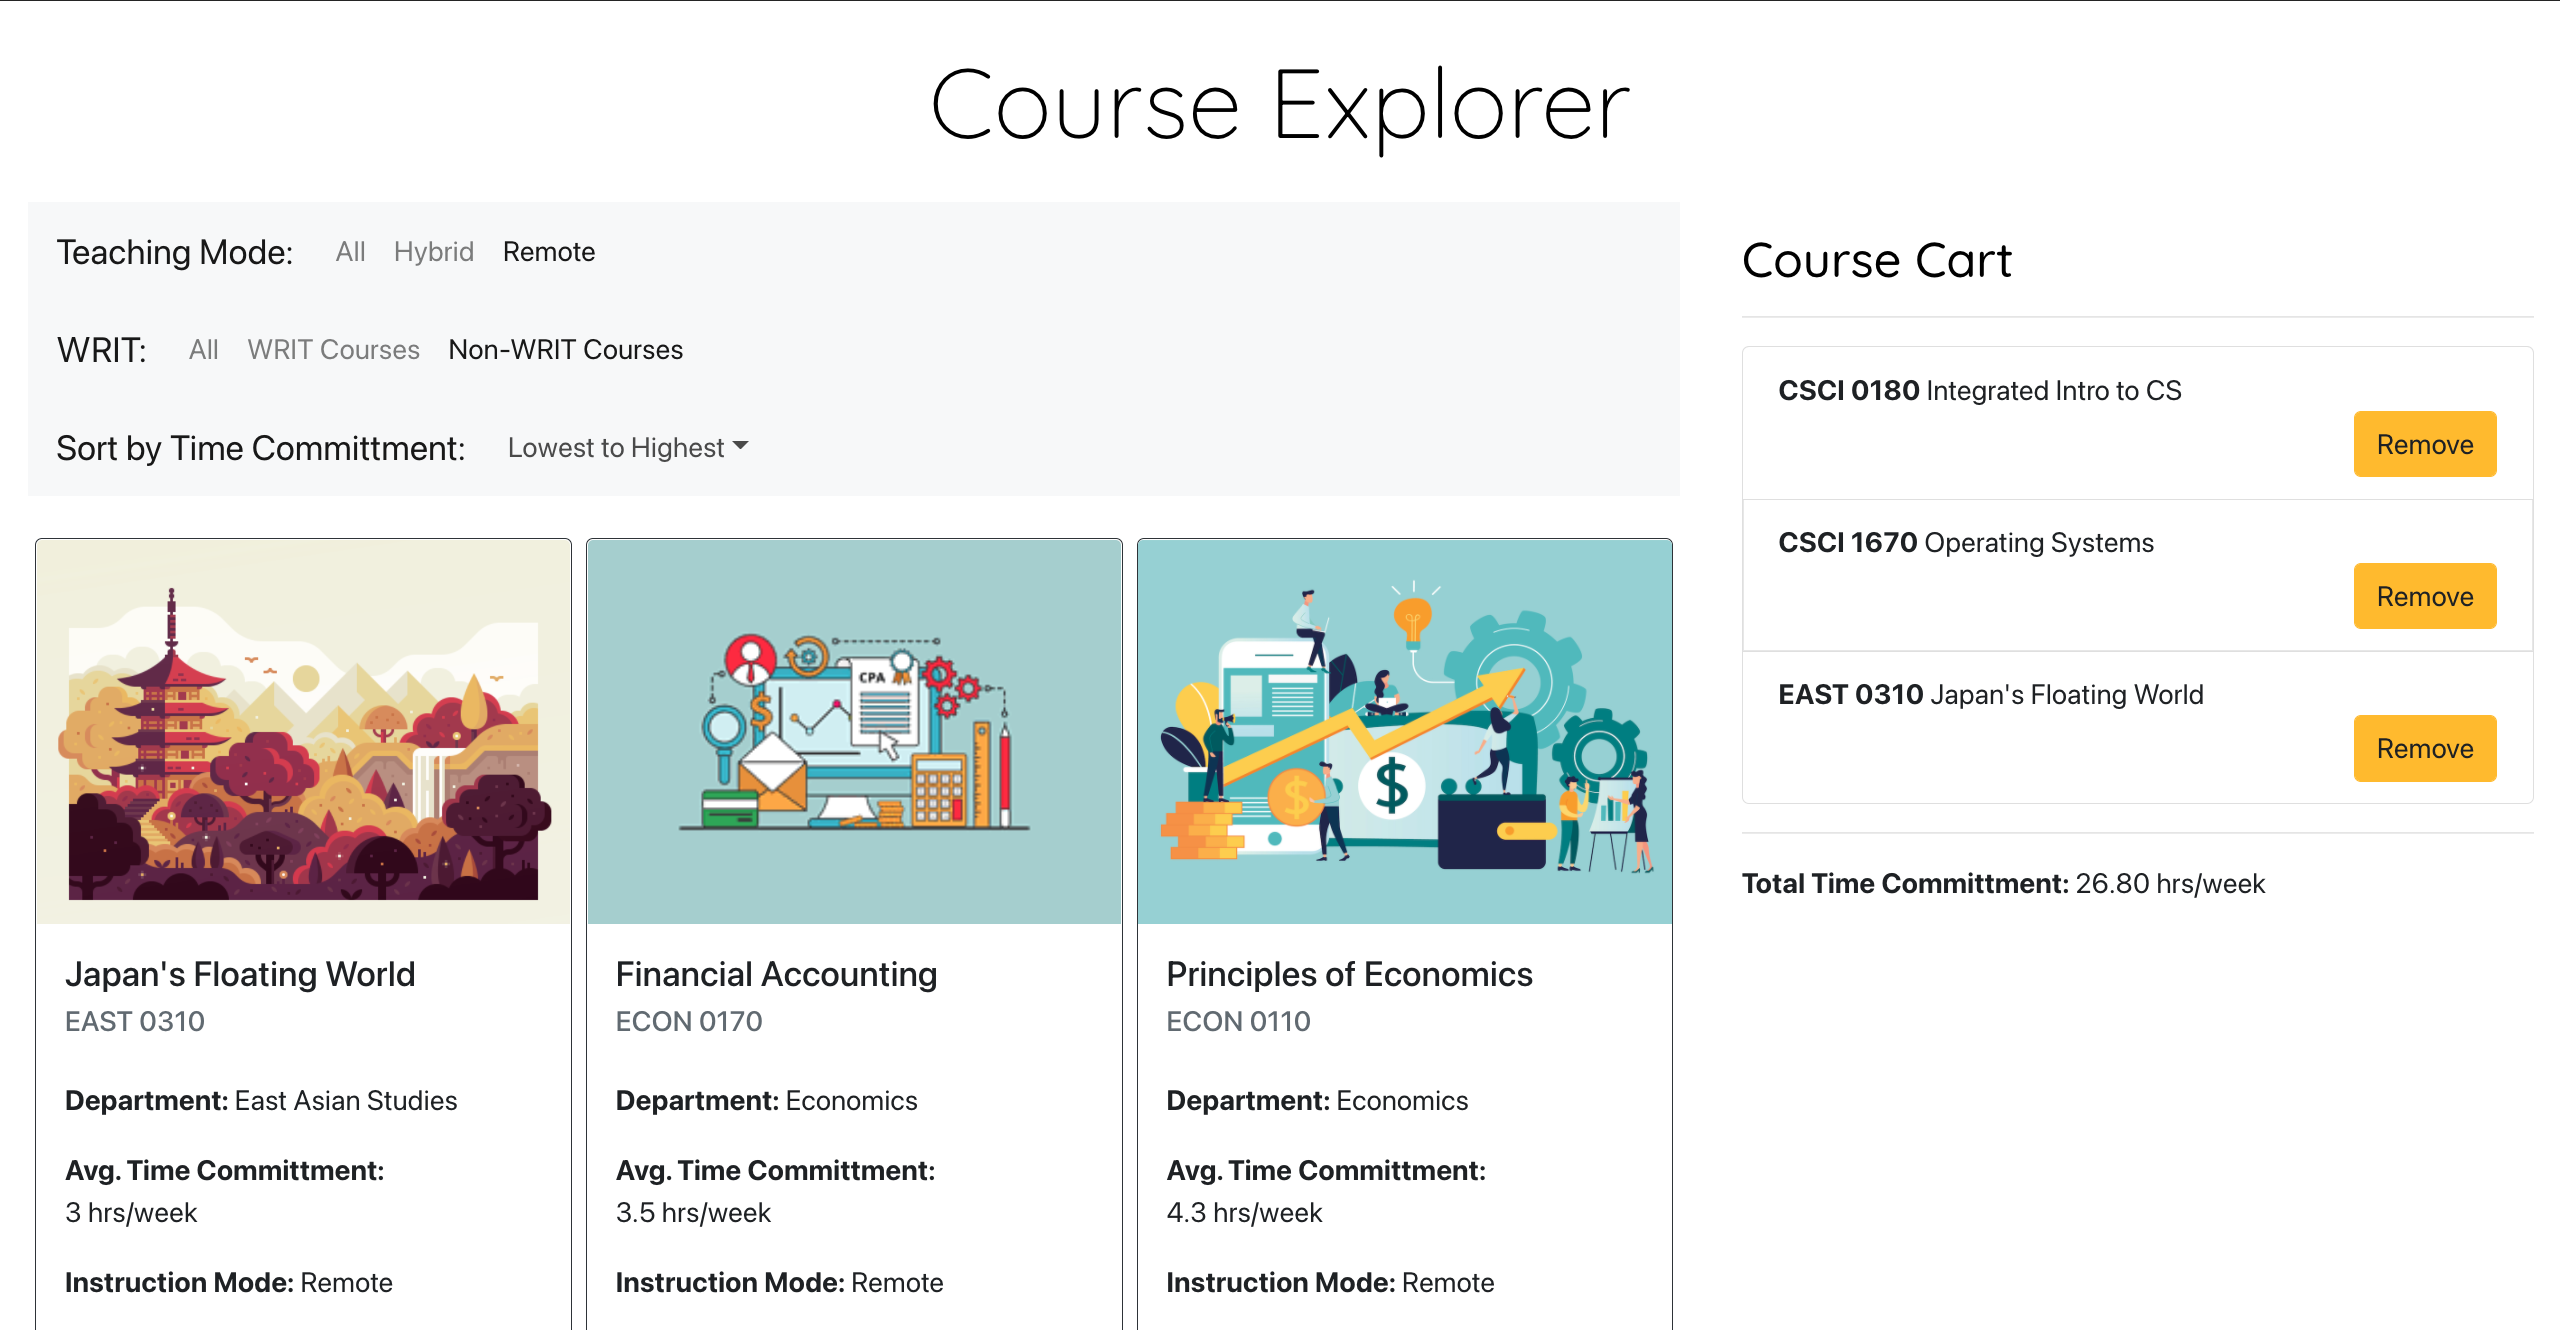 Course Explorer
Teaching Mode: All Hybrid Remote
WRIT: All WRIT Courses Non-WRIT Courses
Sort by Time Committment: Lowest to Highest
CPA
$
$
$
Japan's Floating World
EAST 0310
Department: East Asian Studies
Avg. Time Committment:
3 hrs/week
Instruction Mode: Remote
Financial Accounting
ECON 0170
Department: Economics
Avg. Time Committment:
3.5 hrs/week
Instruction Mode: Remote
Principles of Economics
ECON 0110
Department: Economics
Avg. Time Committment:
4.3 hrs/week
Instruction Mode: Remote
Course Cart
CSCI 0180 Integrated Intro to CS
Remove
CSCI 1670 Operating Systems
Remove
EAST 0310 Japan's Floating World
Remove
Total Time Committment: 26.80 hrs/week